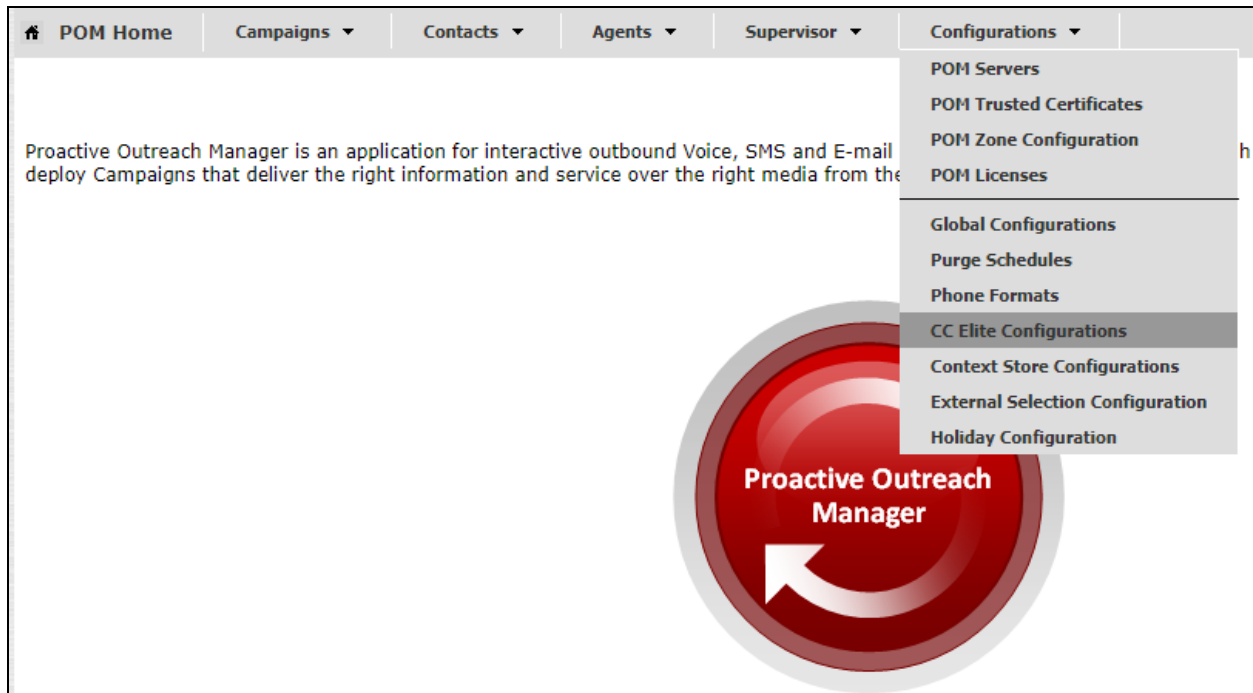 POM Home Campaigns Contacts Agents Supervisor Configurations
POM Servers
POM Trusted Certificates
POM Zone Configuration
POM Licenses
Global Configurations
Purge Schedules
Phone Formats
CC Elite Configurations
Context Store Configurations
External Selection Configuration
Holiday Configuration
Proactive Outreach Manager is an application for interactive outbound Voice, SMS and E-mail
deploy Campaigns that deliver the right information and service over the right media from the
Proactive Outreach
Manager